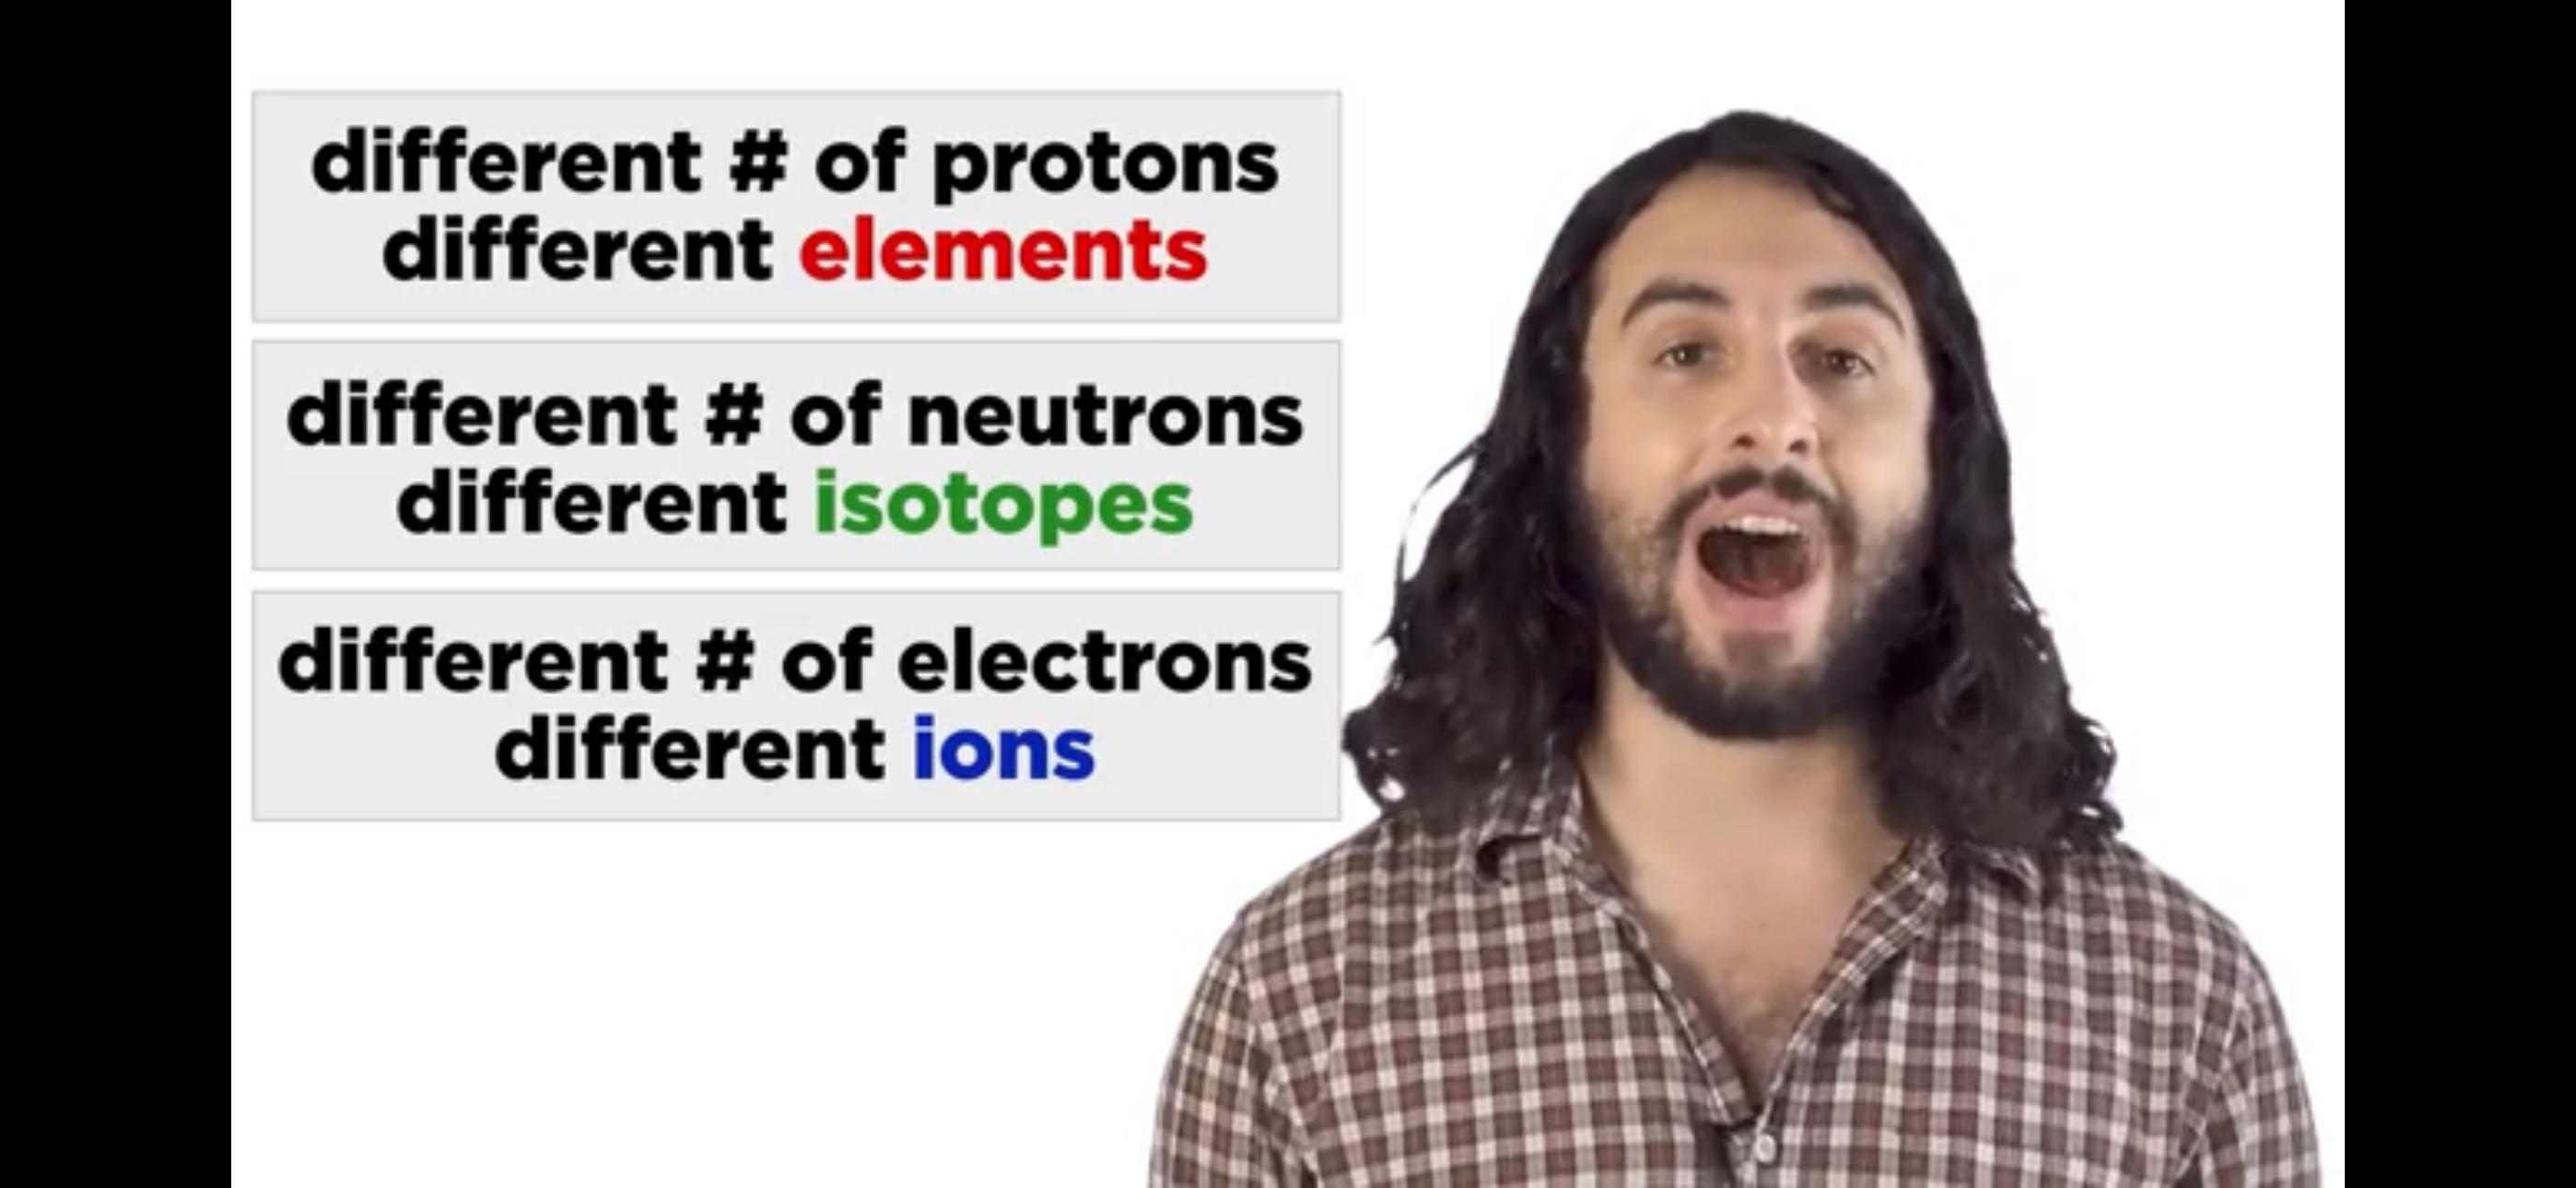 different # of protons
different elements
different # of neutrons
different isotopes
different # of electrons
different ions